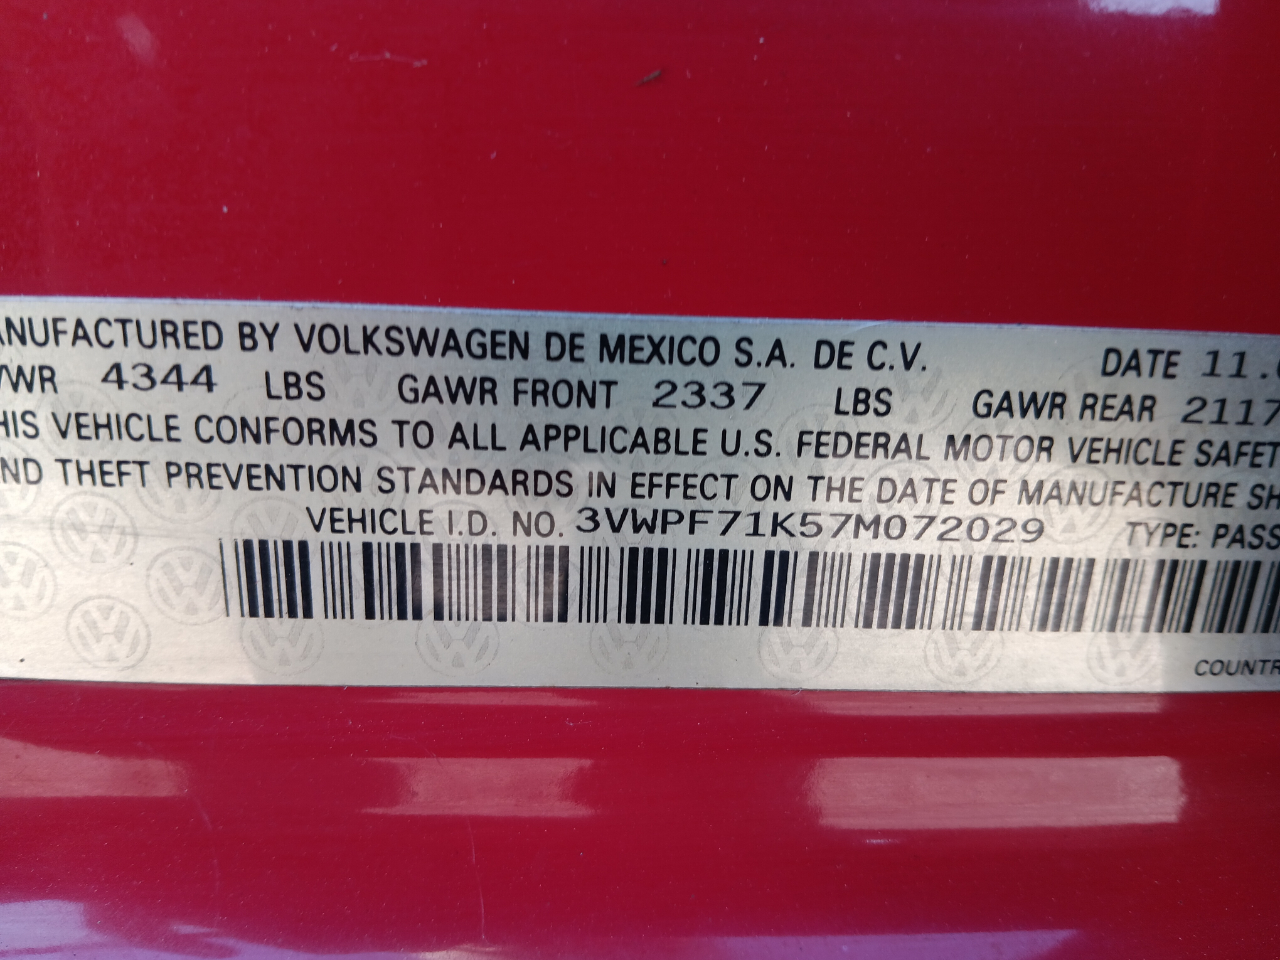 ANUFACTURED BY VOLKSWAGEN DE MEXICO S.A. DE C.V. DATE 11.
VWR 4344 LBS GAWR FRONT 2337 LBS GAWR REAR 2117
HIS VEHICLE CONFORMS TO ALL APPLICABLE U.S. FEDERAL MOTOR VEHICLE SAFET
ND THEFT PREVENTION STANDARDS IN EFFECT ON THE DATE OF MANUFACTURE SH
VEHICLE I.D. NO. 3VWPF71K57M072029 TYPE: PASS
COUNTR